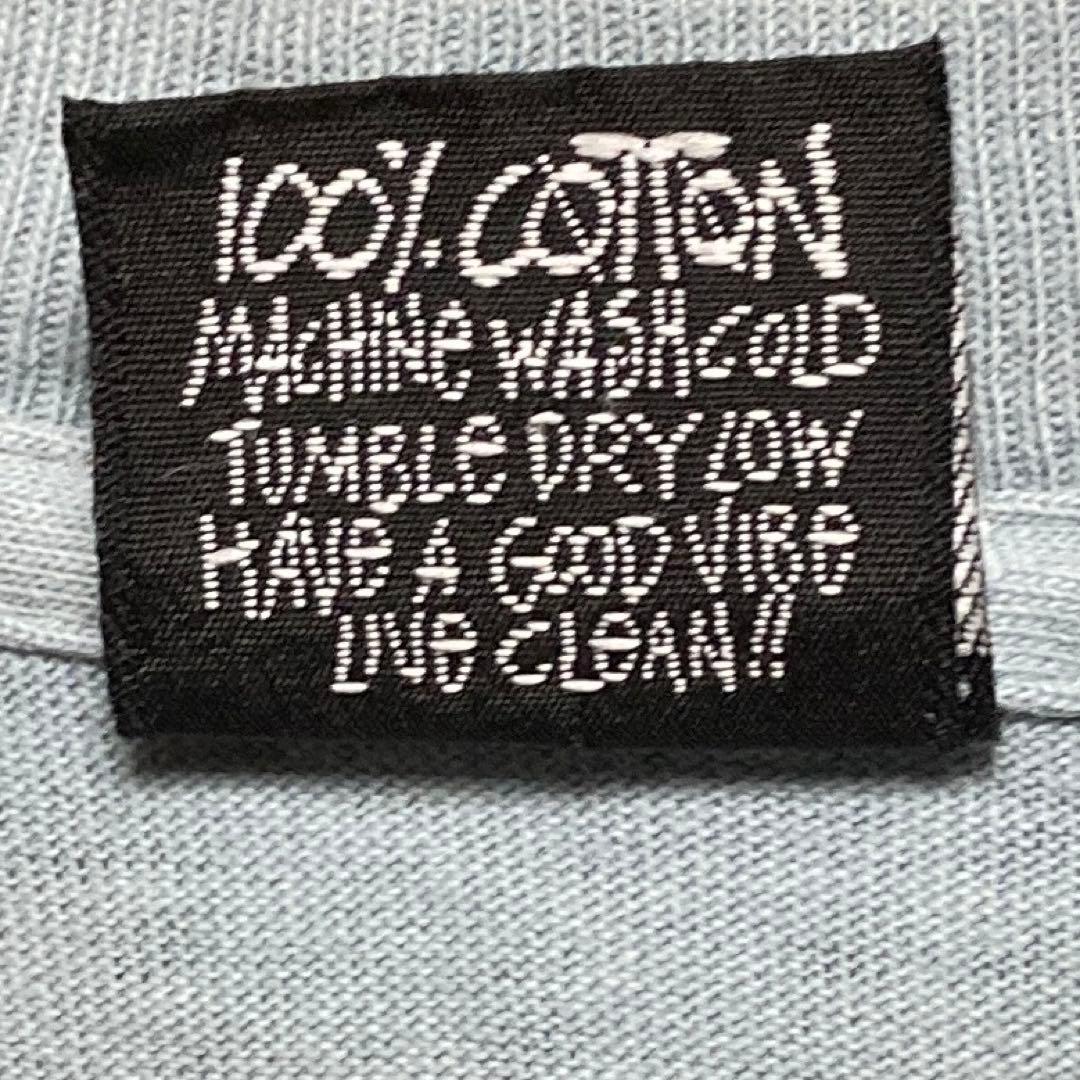 100% COTTON
MACHINE WASH COLD
TUMBLE DRY LOW
HAVE A GOOD VIBE
LIVE CLEAN!!